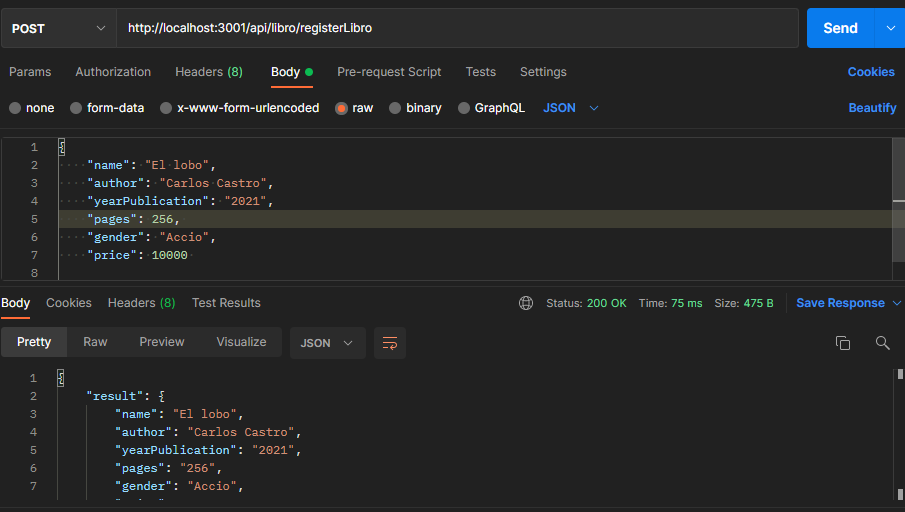 POST http://localhost:3001/api/libro/registerLibro Send
Params Authorization Headers (8) Body Pre-request Script Tests Settings Cookies
none form-data x-www-form-urlencoded raw binary GraphQL JSON Beautify
1 {
2 "name": "El lobo",
3 "author": "Carlos Castro",
4 "yearPublication": "2021",
5 "pages": 256,
6 "gender": "Accio",
7 "price": 10000
8
Body Cookies Headers (8) Test Results Status: 200 OK Time: 75 ms Size: 475 B Save Response
Pretty Raw Preview Visualize JSON
1 {
2 "result": {
3 "name": "El lobo",
4 "author": "Carlos Castro",
5 "yearPublication": "2021",
6 "pages": "256",
7 "gender": "Accio",